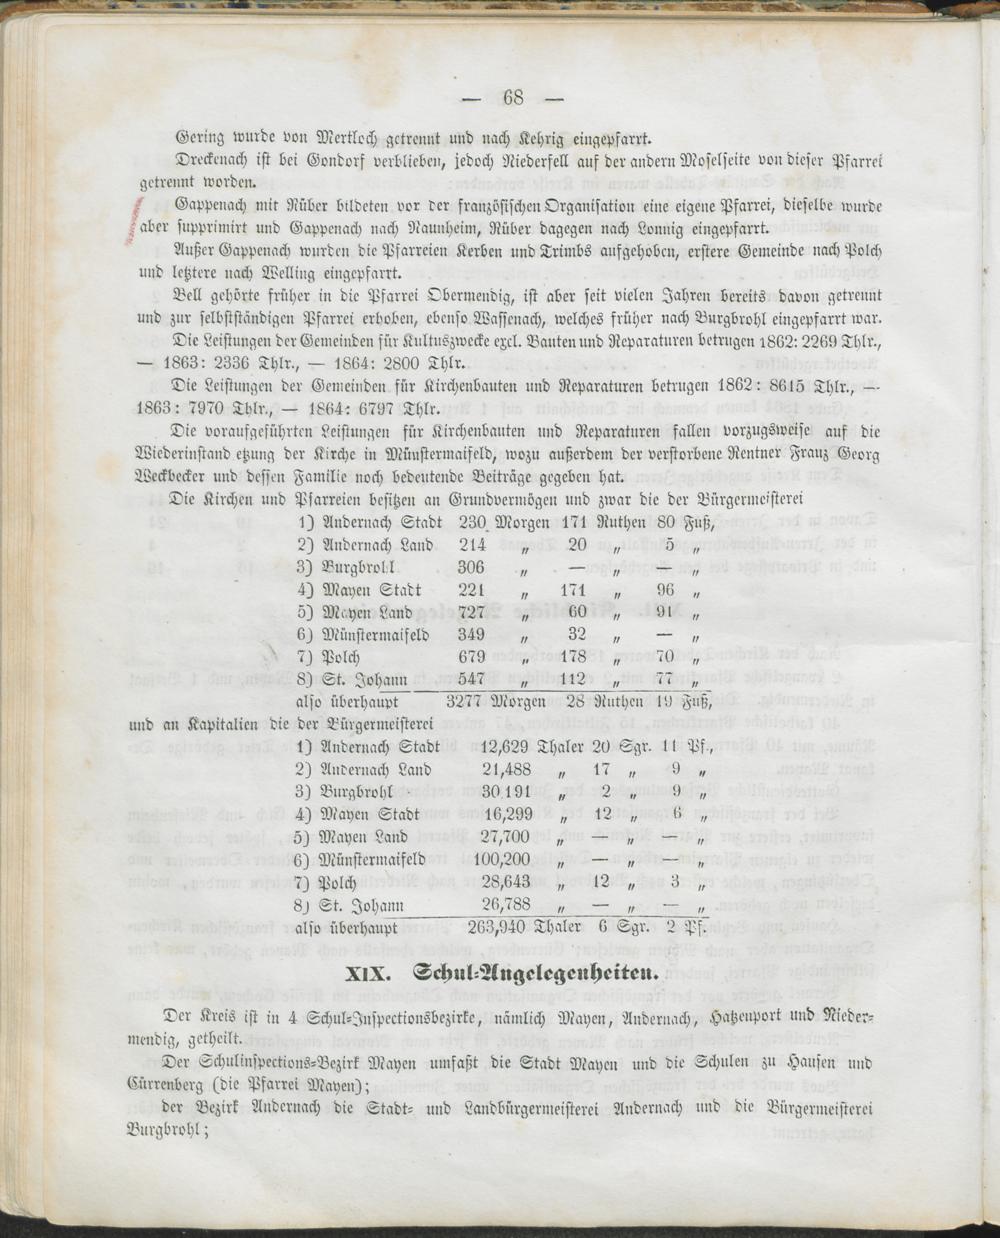 — 68 —
Gering wurde von Mertloch getrennt und nach Kehrig eingepfarrt.
Dreckenach ist bei Gondorf verblieben, jedoch Niederfell auf der andern Moselseite von dieser Pfarrei
getrennt worden.
Gappenach mit Rüber bildeten vor der französischen Organisation eine eigene Pfarrei, dieselbe wurde
aber supprimirt und Gappenach nach Naunheim, Rüber dagegen nach Lonnig eingepfarrt.
Außer Gappenach wurden die Pfarreien Kerben und Trimbs aufgehoben, erstere Gemeinde nach Polch
und letztere nach Welling eingepfarrt.
Bell gehörte früher in die Pfarrei Obermendig, ist aber seit vielen Jahren bereits davon getrennt
und zur selbstständigen Pfarrei erhoben, ebenso Wassenach, welches früher nach Burgbrohl eingepfarrt war.
Die Leistungen der Gemeinden für Kultuszwecke excl. Bauten und Reparaturen betrugen 1862: 2269 Thlr.,
— 1863: 2336 Thlr., — 1864: 2800 Thlr.
Die Leistungen der Gemeinden für Kirchenbauten und Reparaturen betrugen 1862: 8615 Thlr., —
1863: 7970 Thlr., — 1864: 6797 Thlr.
Die voraufgeführten Leistungen für Kirchenbauten und Reparaturen fallen vorzugsweise auf die
Wiederinstand etzung der Kirche in Münstermaifeld, wozu außerdem der verstorbene Rentner Franz Georg
Weckbecker und dessen Familie noch bedeutende Beiträge gegeben hat.
Die Kirchen und Pfarreien besitzen an Grundvermögen und zwar die der Bürgermeisterei
1) Andernach Stadt 230 Morgen 171 Ruthen 80 Fuß,
2) Andernach Land 214 „ 20 „ 5 „
3) Burgbrohl 306 „ — „ — „
4) Mayen Stadt 221 „ 171 „ 96 „
5) Mayen Land 727 „ 60 „ 91 „
6) Münstermaifeld 349 „ 32 „ — „
7) Polch 679 „ 178 „ 70 „
8) St. Johann 547 „ 112 „ 77 „
also überhaupt 3277 Morgen 28 Ruthen 19 Fuß,
und an Kapitalien die der Bürgermeisterei
1) Andernach Stadt 12,629 Thaler 20 Sgr. 11 Pf.,
2) Andernach Land 21,488 „ 17 „ 9 „
3) Burgbrohl 30 191 „ 2 „ 9 „
4) Mayen Stadt 16,299 „ 12 „ 6 „
5) Mayen Land 27,700 „ — „ — „
6) Münstermaifeld 100,200 „ — „ — „
7) Polch 28,643 „ 12 „ 3 „
8) St. Johann 26,788 „ — „ — „
also überhaupt 263,940 Thaler 6 Sgr. 2 Pf.
XIX. Schul=Angelegenheiten.
Der Kreis ist in 4 Schul=Inspectionsbezirke, nämlich Mayen, Andernach, Hatzenport und Nieder=
mendig, getheilt.
Der Schulinspections=Bezirk Mayen umfaßt die Stadt Mayen und die Schulen zu Hausen und
Cürrenberg (die Pfarrei Mayen);
der Bezirk Andernach die Stadt= und Landbürgermeisterei Andernach und die Bürgermeisterei
Burgbrohl;